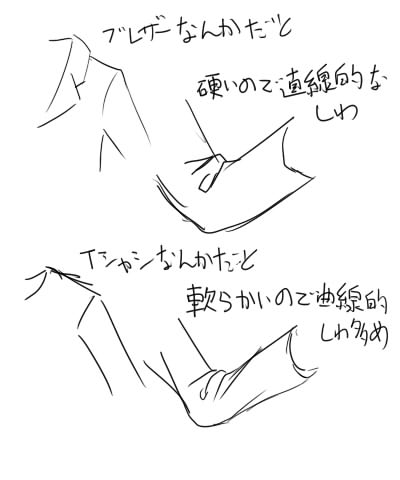 ブレザーなんかだと
硬いので直線的な
しわ
Tシャツなんかだと
軟らかいので曲線的
しわ多め